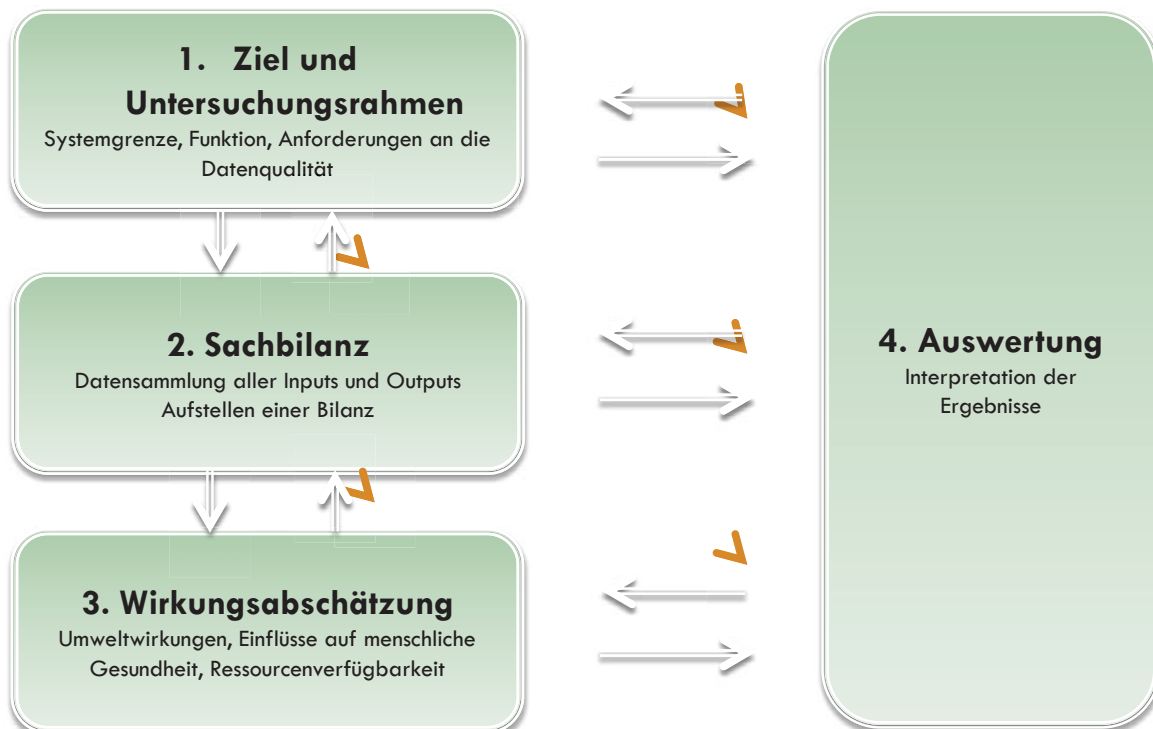 1. Ziel und
Untersuchungsrahmen
Systemgrenze, Funktion, Anforderungen an die
Datenqualität
2. Sachbilanz
Datensammlung aller Inputs und Outputs
Aufstellen einer Bilanz
3. Wirkungsabschätzung
Umweltwirkungen, Einflüsse auf menschliche
Gesundheit, Ressourcenverfügbarkeit
4. Auswertung
Interpretation der
Ergebnisse